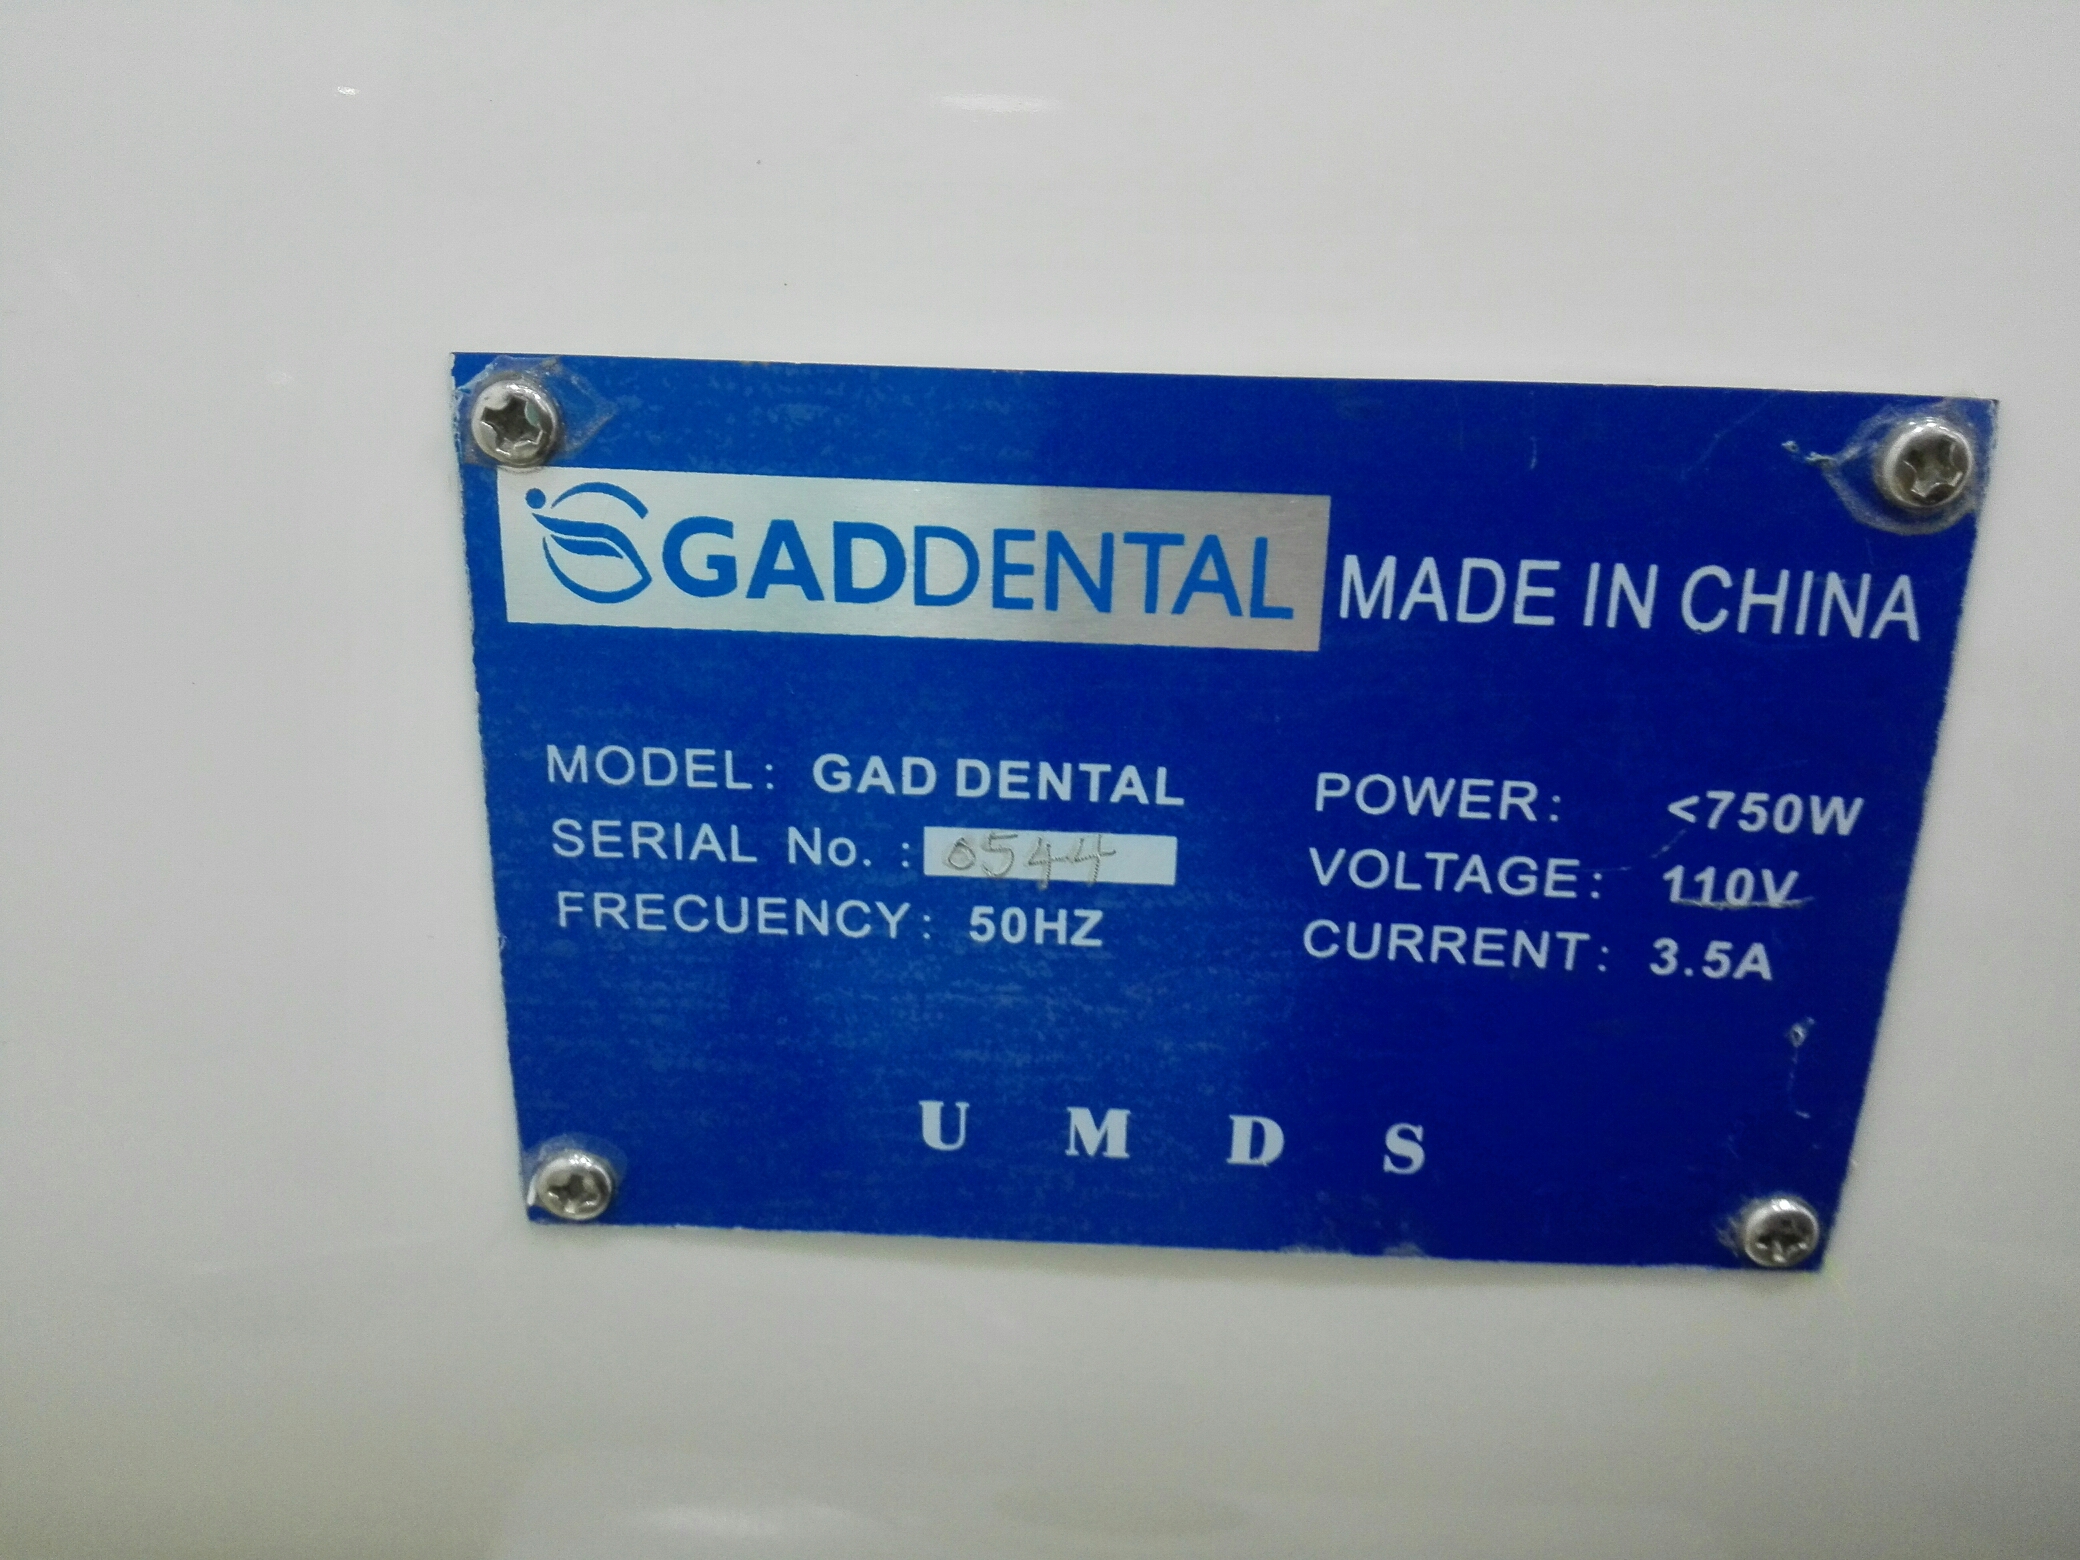 GADDENTAL MADE IN CHINA
MODEL: GAD DENTAL
SERIAL No. : 0544
FRECUENCY: 50HZ
POWER: <750W
VOLTAGE: 110V
CURRENT: 3.5A
U M D S